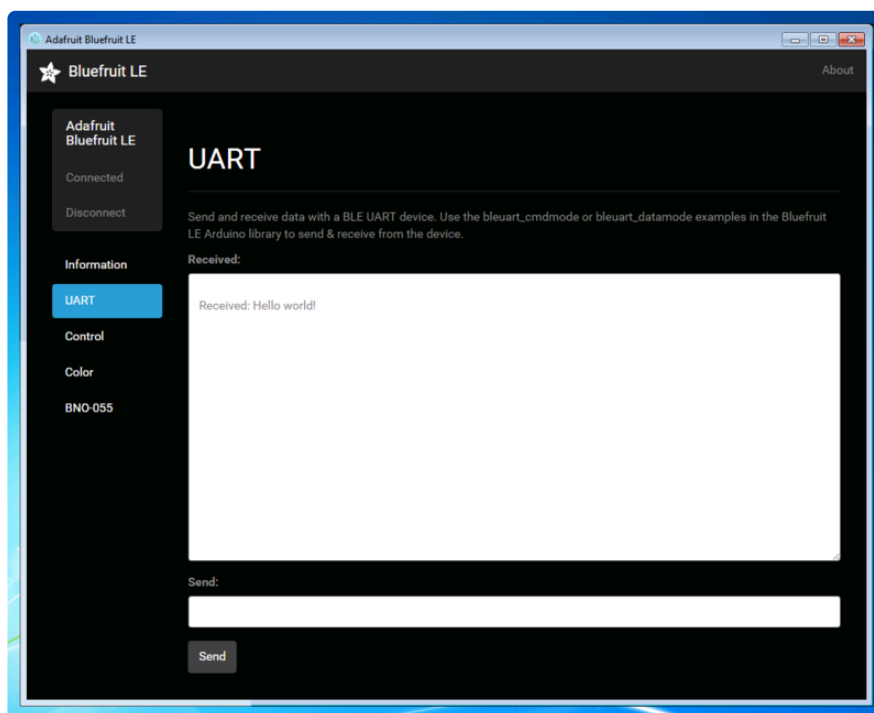 Adafruit Bluefruit LE
Bluefruit LE
About
Adafruit
Bluefruit LE
Connected
Disconnect
Information
UART
Control
Color
BNO-055
UART
Send and receive data with a BLE UART device. Use the bleuart_cmdmode or bleuart_datamode examples in the Bluefruit
LE Arduino library to send & receive from the device.
Received:
Received: Hello world!
Send:
Send